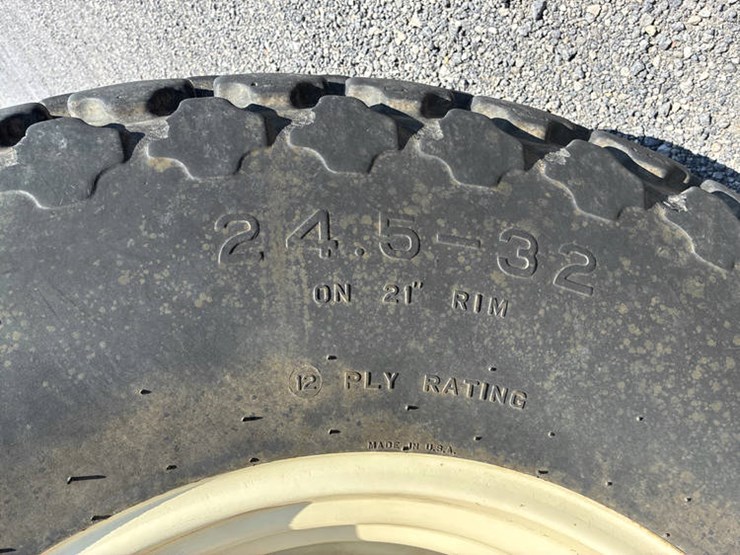 24.5-32
ON 21" RIM
12 PLY RATING
MADE IN U.S.A.